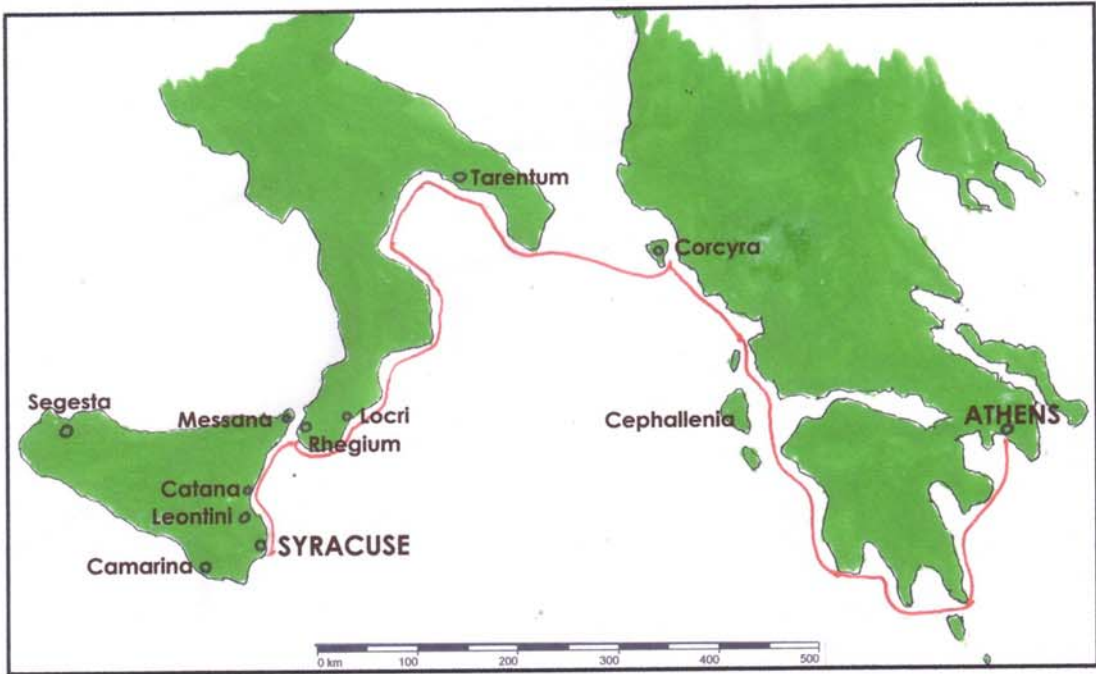 Tarentum
Corcyra
Segesta
Messana
Locri
Cephallenia
ATHENS
Rhegium
Catana
Leontini
SYRACUSE
Camarina
0 km 100 200 300 400 500